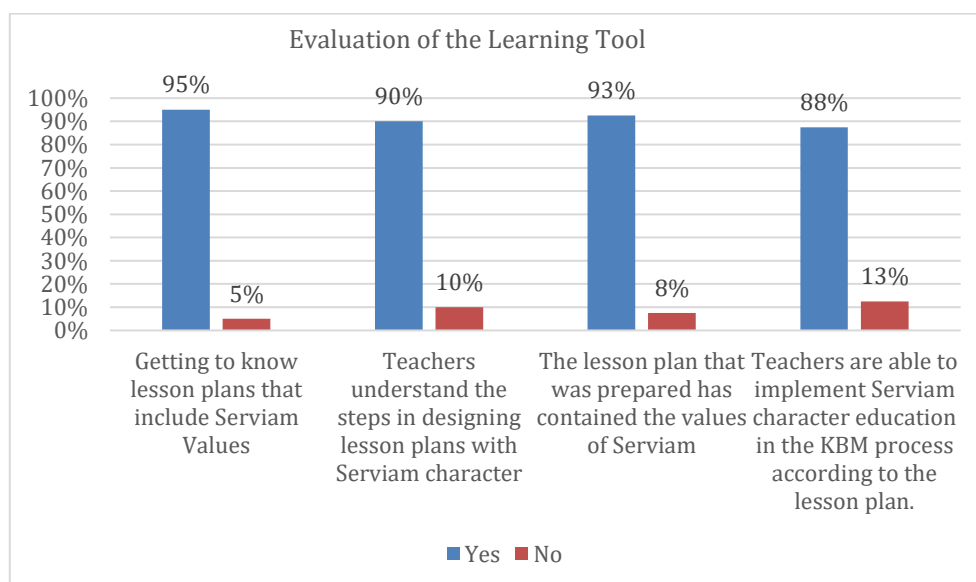 Evaluation of the Learning Tool
95%
90%
93%
88%
5%
10%
8%
13%
100%
90%
80%
70%
60%
50%
40%
30%
20%
10%
0%
Getting to know
lesson plans that
include Serviam
Values
Teachers
understand the
steps in designing
lesson plans with
Serviam character
The lesson plan that
was prepared has
contained the values
of Serviam
Teachers are able to
implement Serviam
character education
in the KBM process
according to the
lesson plan.
Yes
No